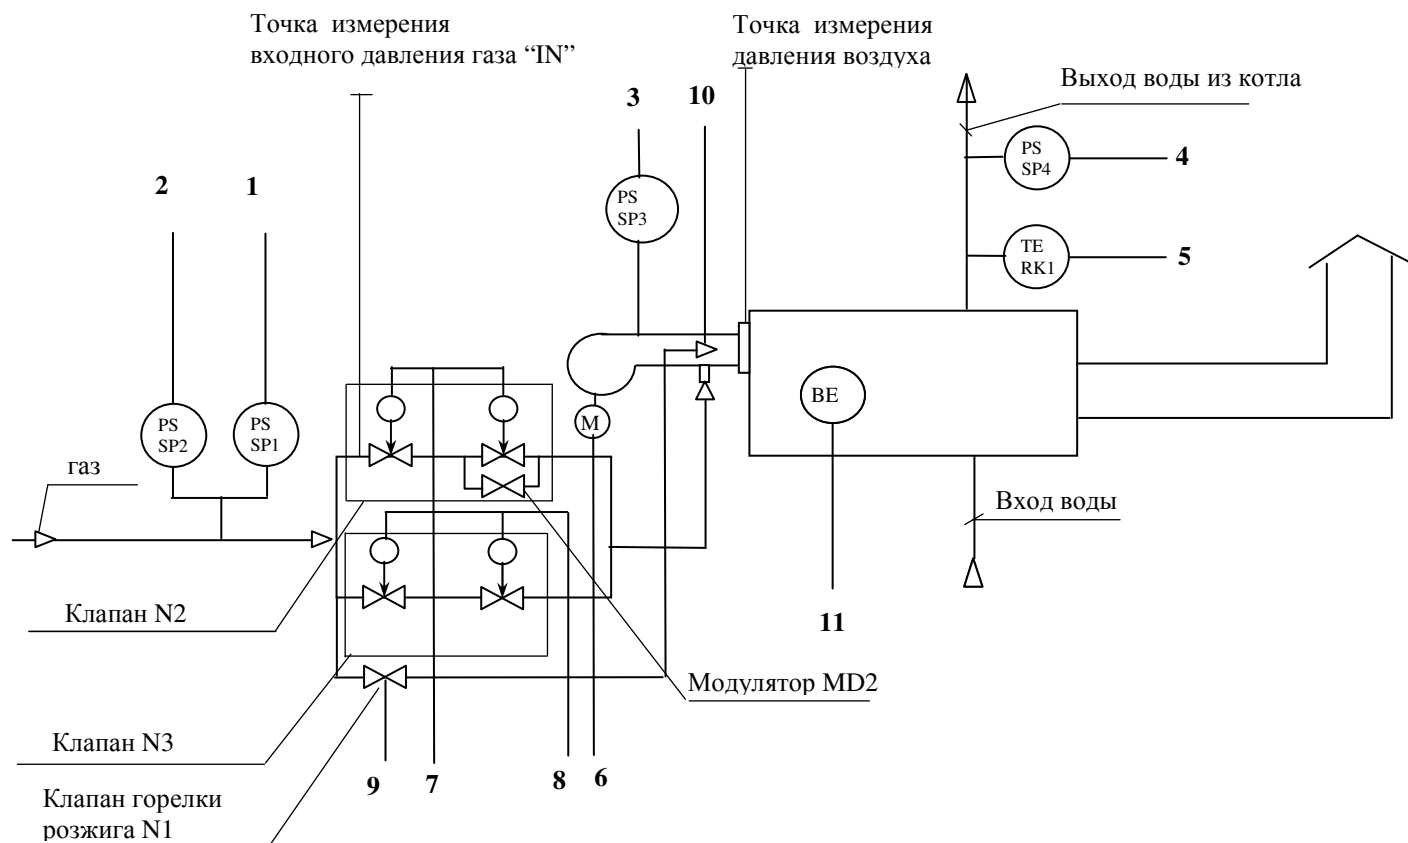 Точка измерения
входного давления газа “IN”
Точка измерения
давления воздуха
Выход воды из котла
3
10
PS
SP4
4
2
1
PS
SP3
TE
RK1
5
BE
PS
SP2
PS
SP1
M
газ
Вход воды
Клапан N2
11
Модулятор MD2
Клапан N3
9
7
8
6
Клапан горелки
розжига N1